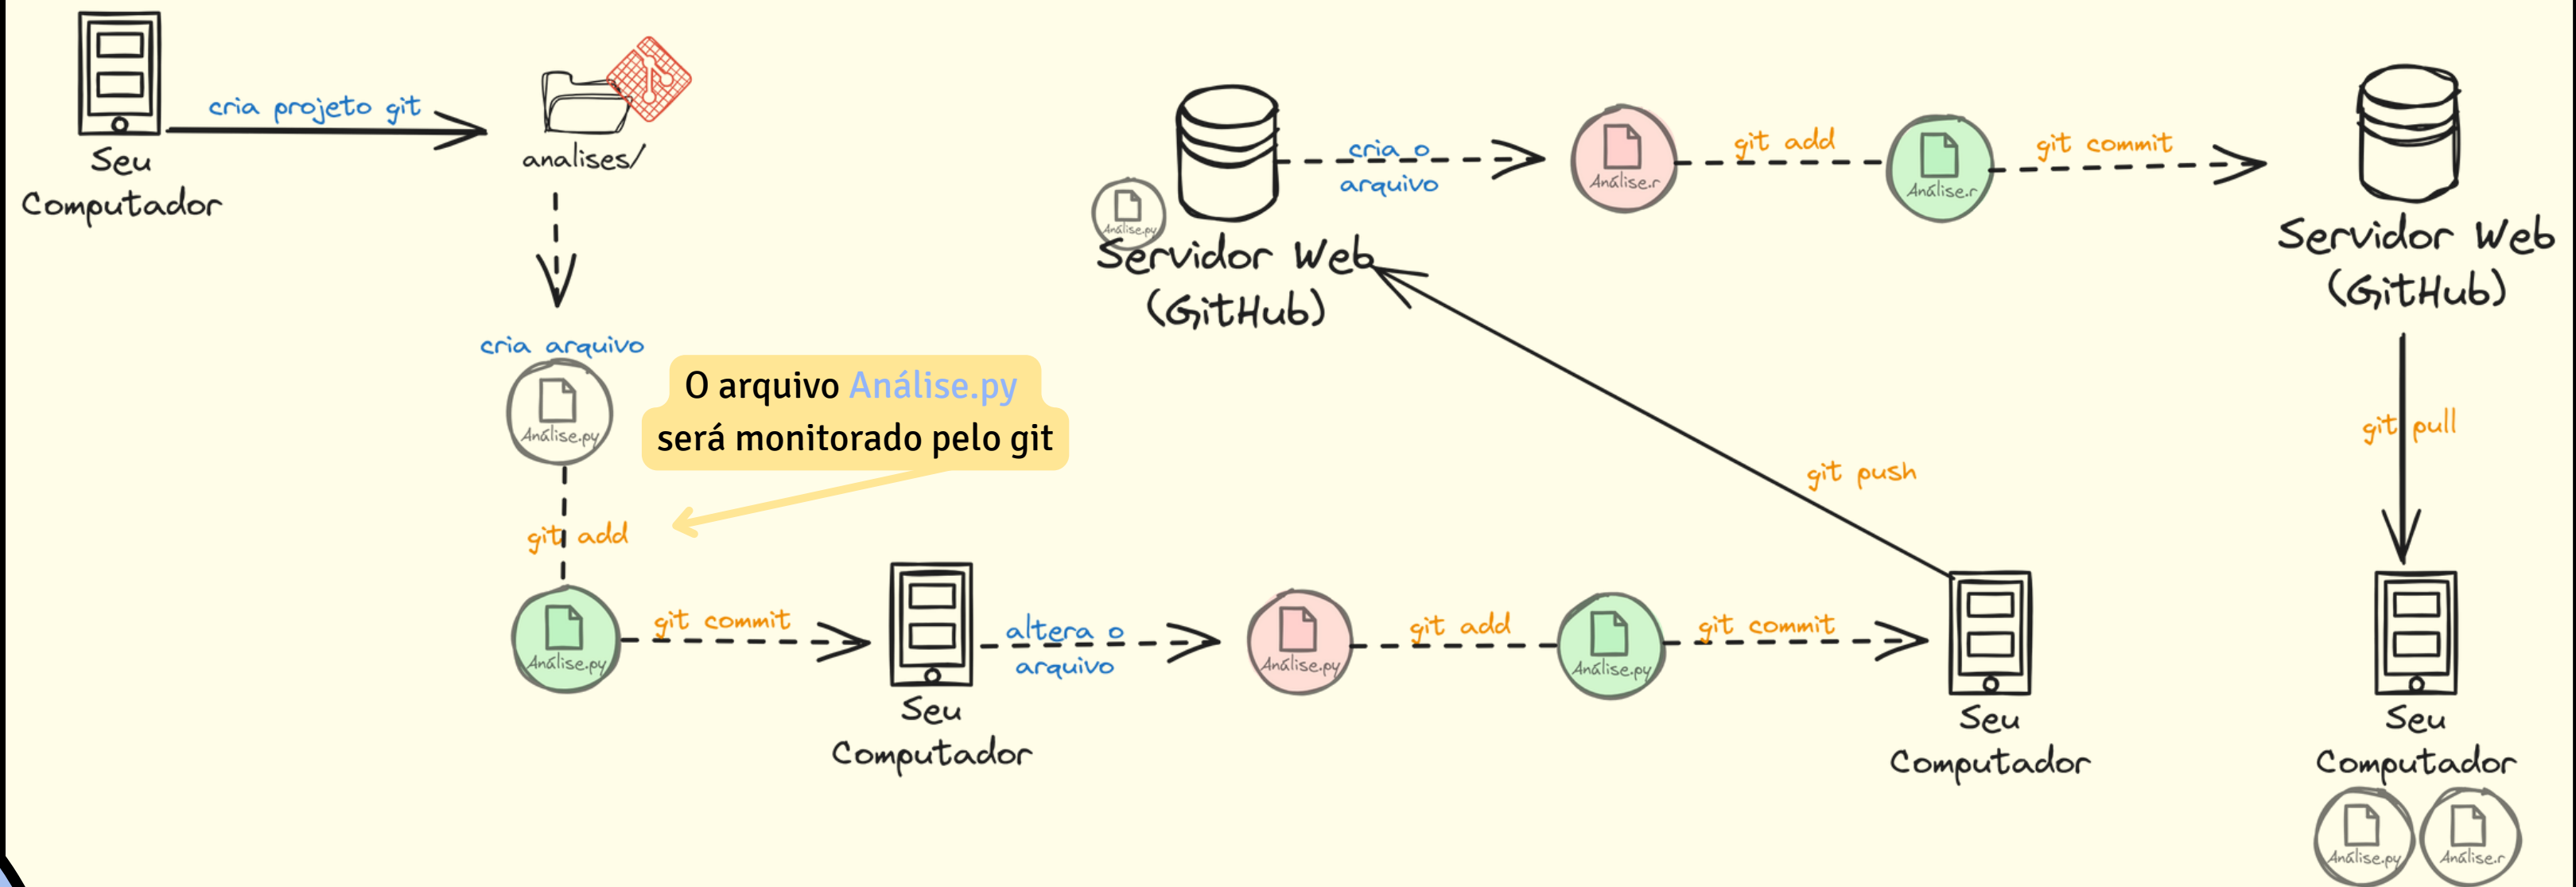 cria projeto git
Seu
Computador
analises/
cria arquivo
Análise.py
O arquivo Análise.py
será monitorado pelo git
git add
Análise.py
git commit
Seu
Computador
altera o
arquivo
Análise.py
git add
Análise.py
git commit
Seu
Computador
git push
Análise.py
Servidor Web
(GitHub)
cria o
arquivo
Análise.r
git add
Análise.r
git commit
Servidor Web
(GitHub)
git pull
Seu
Computador
Análise.py
Análise.r